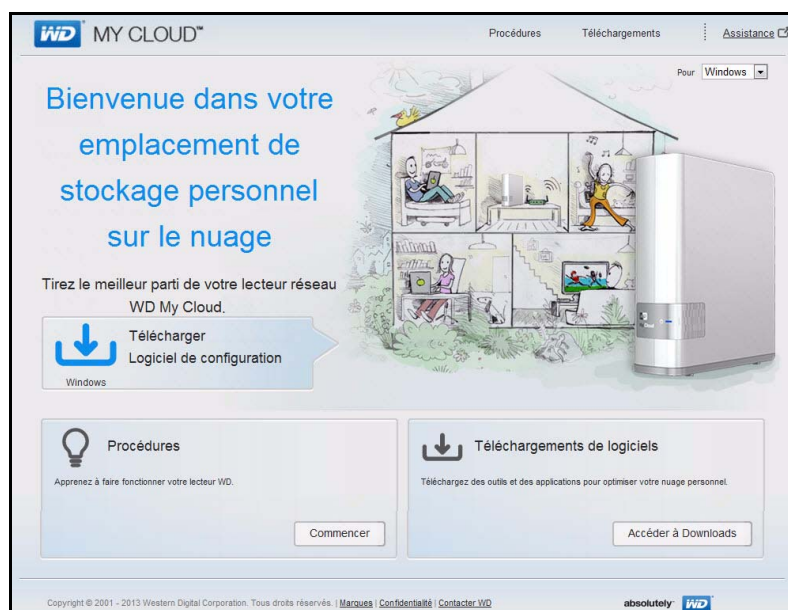 WD MY CLOUD™
Procédures
Téléchargements
Assistance
Pour Windows
Bienvenue dans votre
emplacement de
stockage personnel
sur le nuage
Tirez le meilleur parti de votre lecteur réseau
WD My Cloud.
Télécharger
Logiciel de configuration
Windows
Procédures
Apprenez à faire fonctionner votre lecteur WD.
Commencer
Téléchargements de logiciels
Téléchargez des outils et des applications pour optimiser votre nuage personnel.
Accéder à Downloads
Copyright © 2001 - 2013 Western Digital Corporation. Tous droits réservés. | Marques | Confidentialité | Contacter WD
absolutely WD